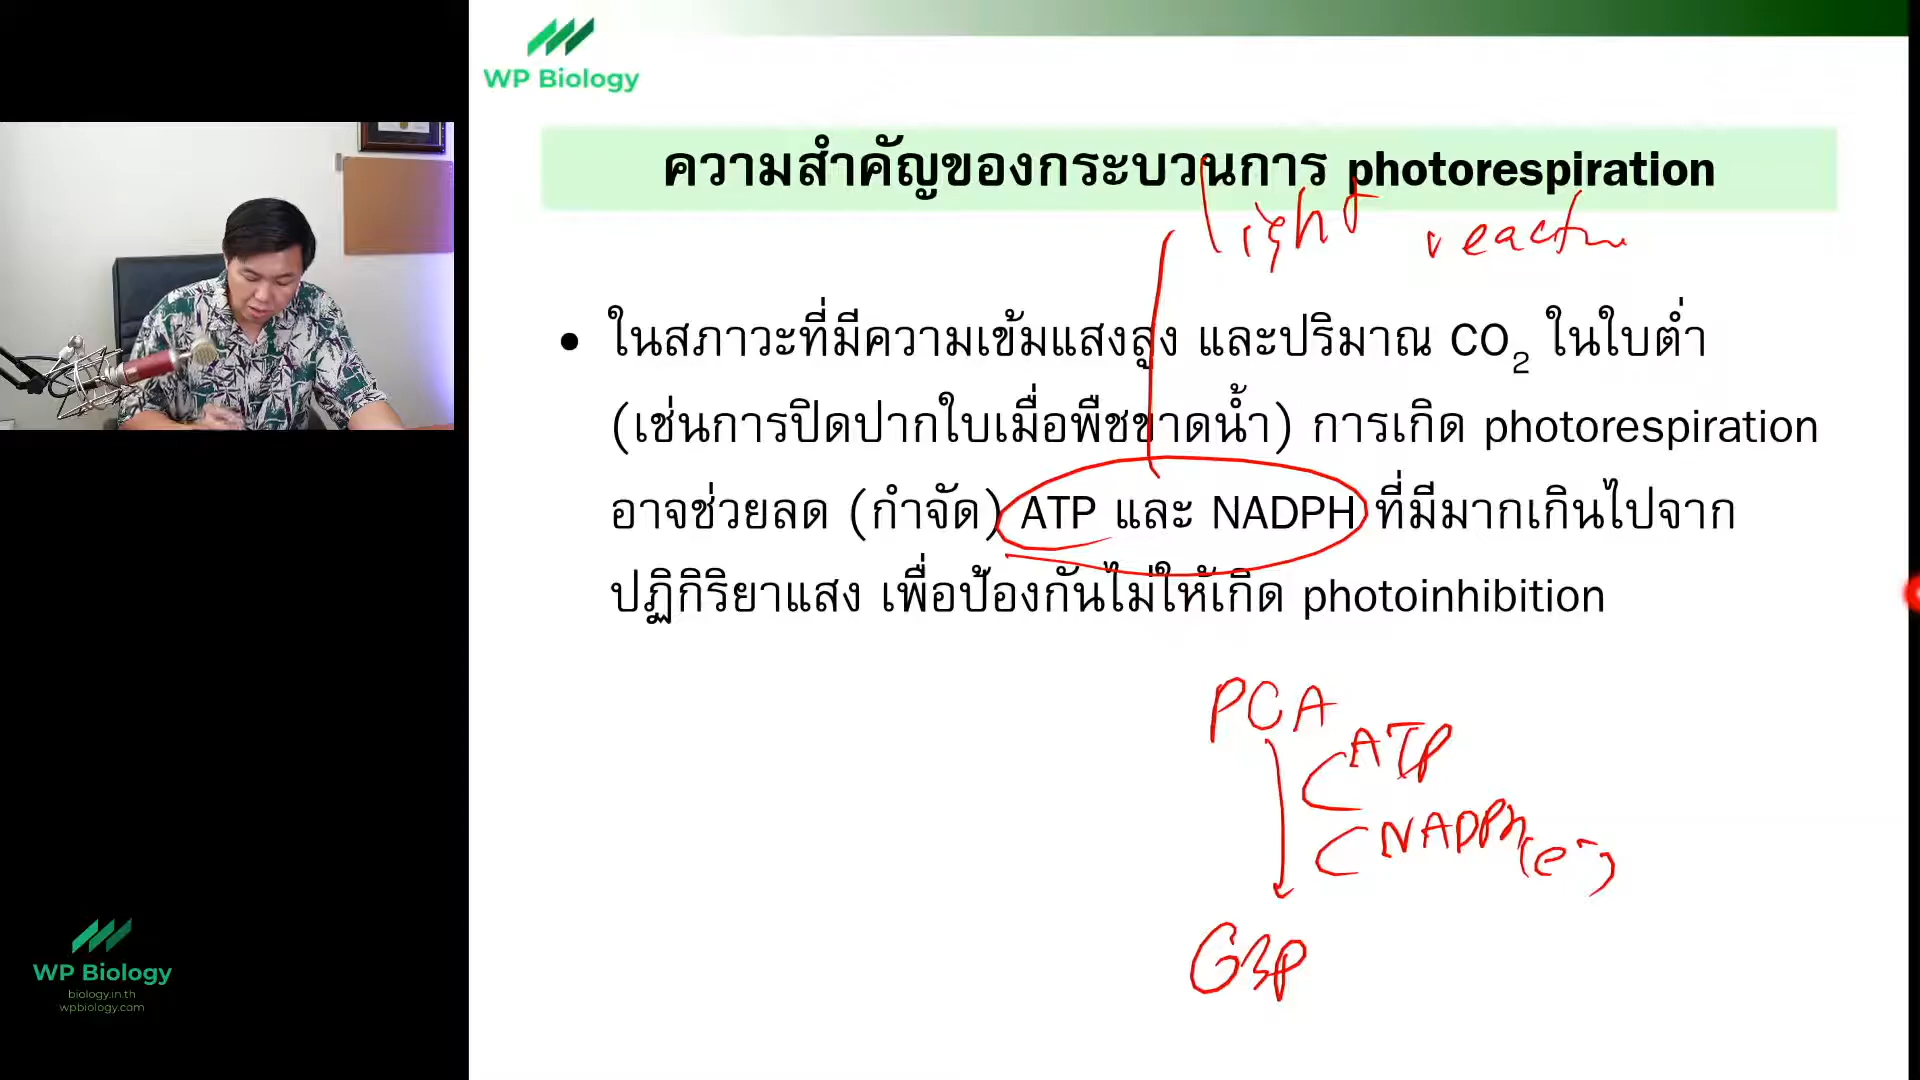 WP Biology
ความสำคัญของกระบวนการ photorespiration
light reaction
• ในสภาวะที่มีความเข้มแสงสูง และปริมาณ CO2 ในใบต่ำ
(เช่นการปิดปากใบเมื่อพืชขาดน้ำ) การเกิด photorespiration
อาจช่วยลด (กำจัด) ATP และ NADPH ที่มีมากเกินไปจาก
ปฏิกิริยาแสง เพื่อป้องกันไม่ให้เกิด photoinhibition
PGA
ATP
NADPH (e-)
G3P
WP Biology
biology.in.th
wpbiology.com